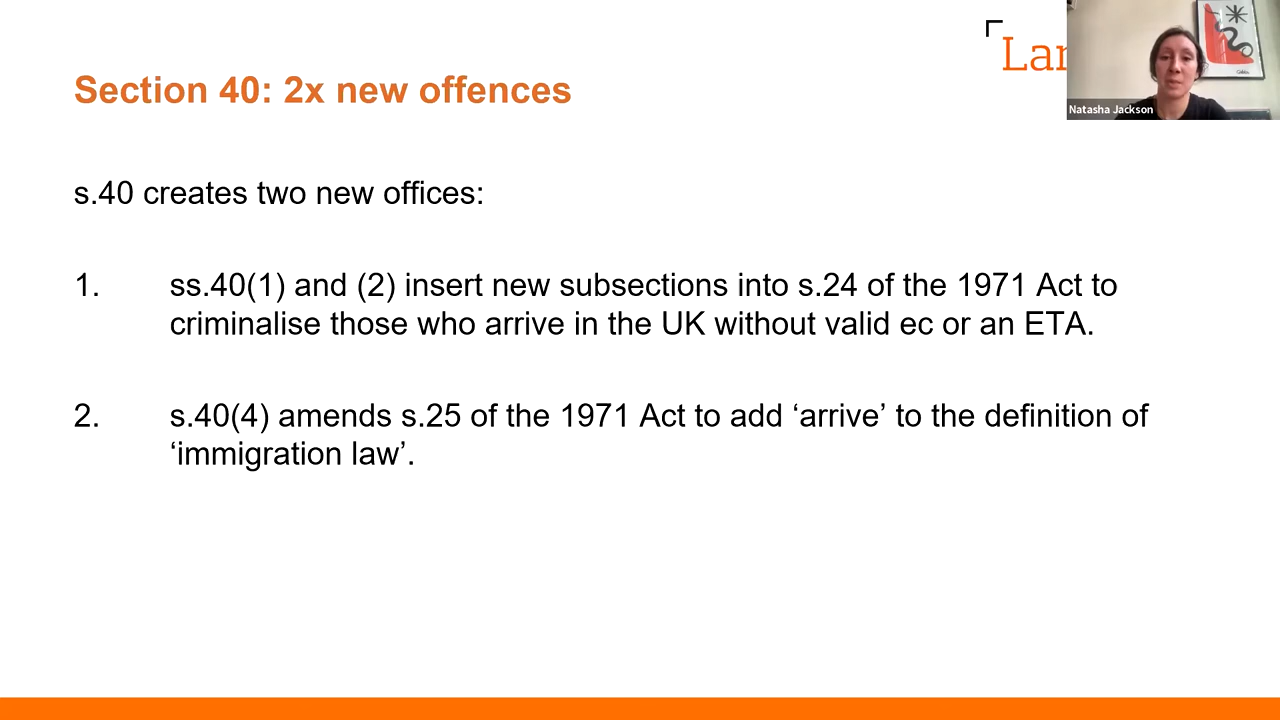 Section 40: 2x new offences
Lan
Natasha Jackson
s.40 creates two new offices:
1. ss.40(1) and (2) insert new subsections into s.24 of the 1971 Act to
criminalise those who arrive in the UK without valid ec or an ETA.
2. s.40(4) amends s.25 of the 1971 Act to add ‘arrive’ to the definition of
‘immigration law’.